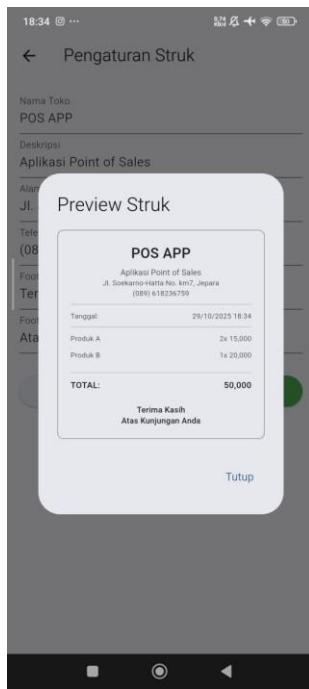 18:34
Pengaturan Struk
Nama Toko
POS APP
Deskripsi
Aplikasi Point of Sales
Jl.
(08
Preview Struk
POS APP
Aplikasi Point of Sales
Jl. Soekarno-Hatta No. km7, Jepara
(089) 618236759
Tanggal: 29/10/2025 18:34
Produk A 2x 15,000
Produk B 1x 20,000
TOTAL: 50,000
Terima Kasih
Atas Kunjungan Anda
Tutup